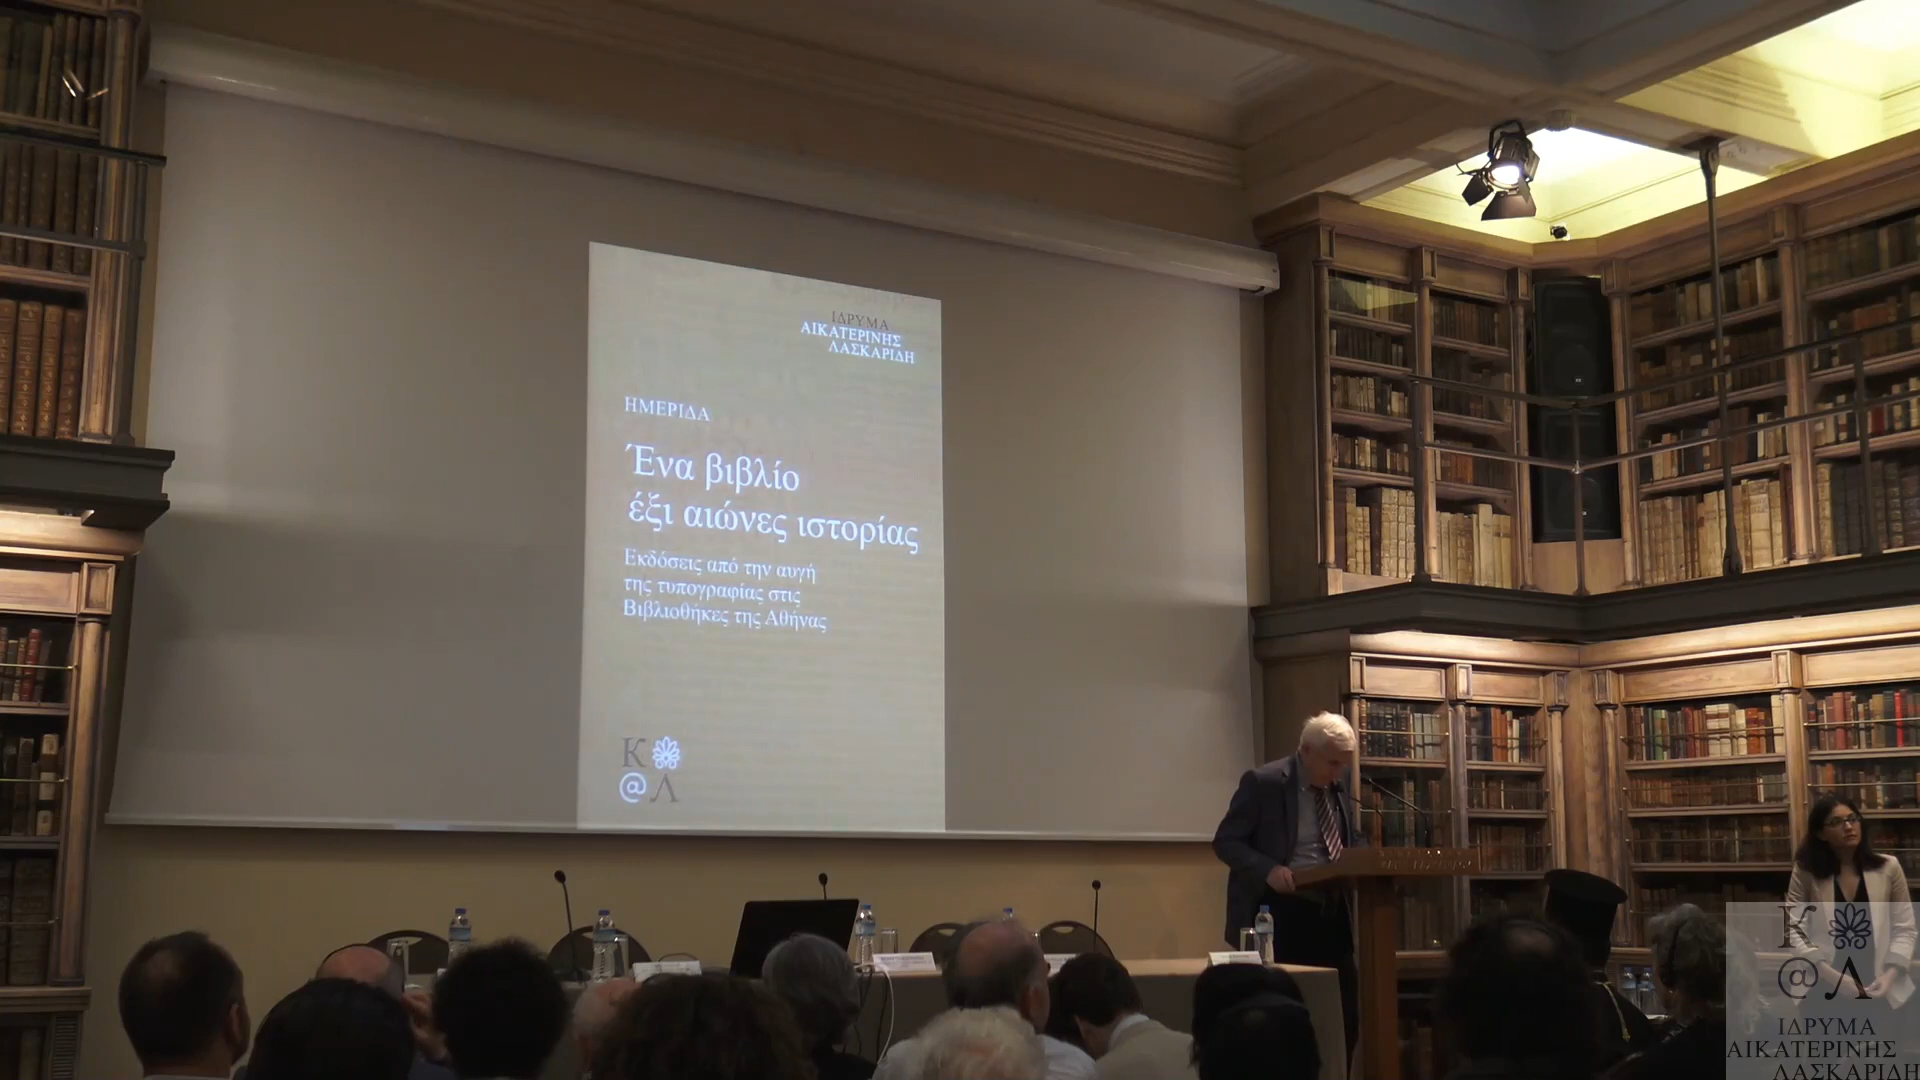 ΙΔΡΥΜΑ
ΑΙΚΑΤΕΡΙΝΗΣ
ΛΑΣΚΑΡΙΔΗ
ΗΜΕΡΙΔΑ
Ένα βιβλίο
έξι αιώνες ιστορίας
Εκδόσεις από την αυγή
της τυπογραφίας στις
Βιβλιοθήκες της Αθήνας
Κ
@ Λ
Κ
@ Λ
ΙΔΡΥΜΑ
ΑΙΚΑΤΕΡΙΝΗΣ
ΛΑΣΚΑΡΙΔΗ